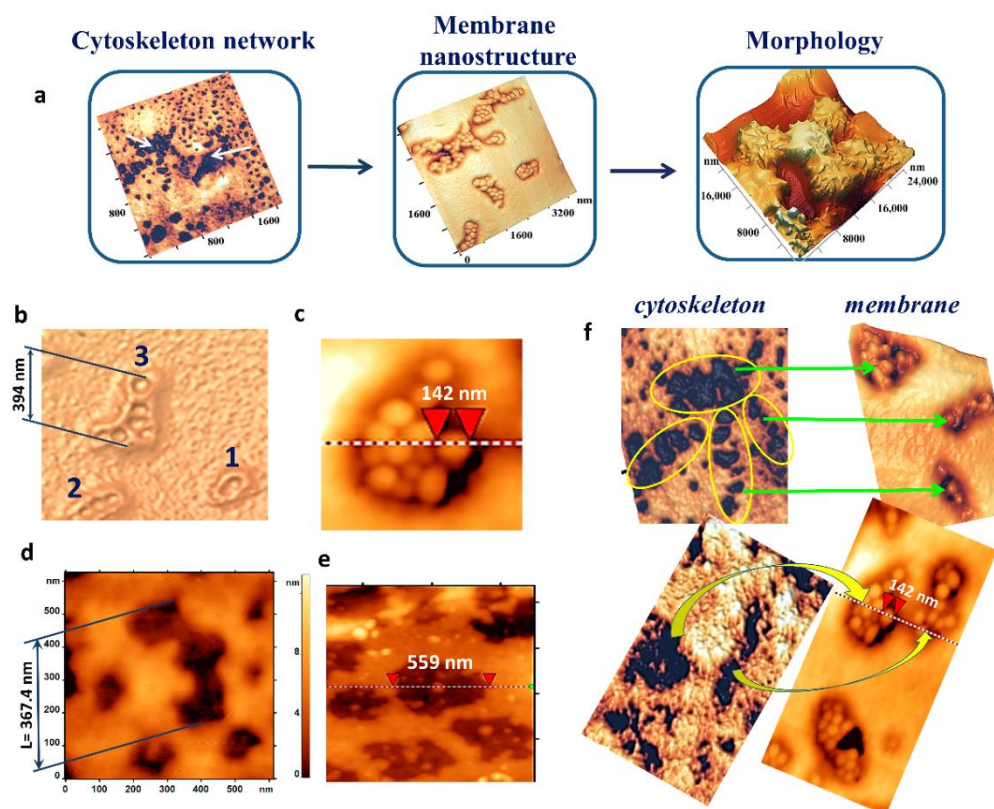 Cytoskeleton network
Membrane
nanostructure
Morphology
a
800
800
1600
1600
0
1600
3200
nm
nm
16,000
8000
8000
16,000
24,000
nm
b
394 nm
3
1
2
c
142 nm
d
L= 367.4 nm
nm
500
400
300
200
100
0
0
100
200
300
400
500
nm
nm
8
4
0
e
559 nm
f
cytoskeleton
membrane
142 nm